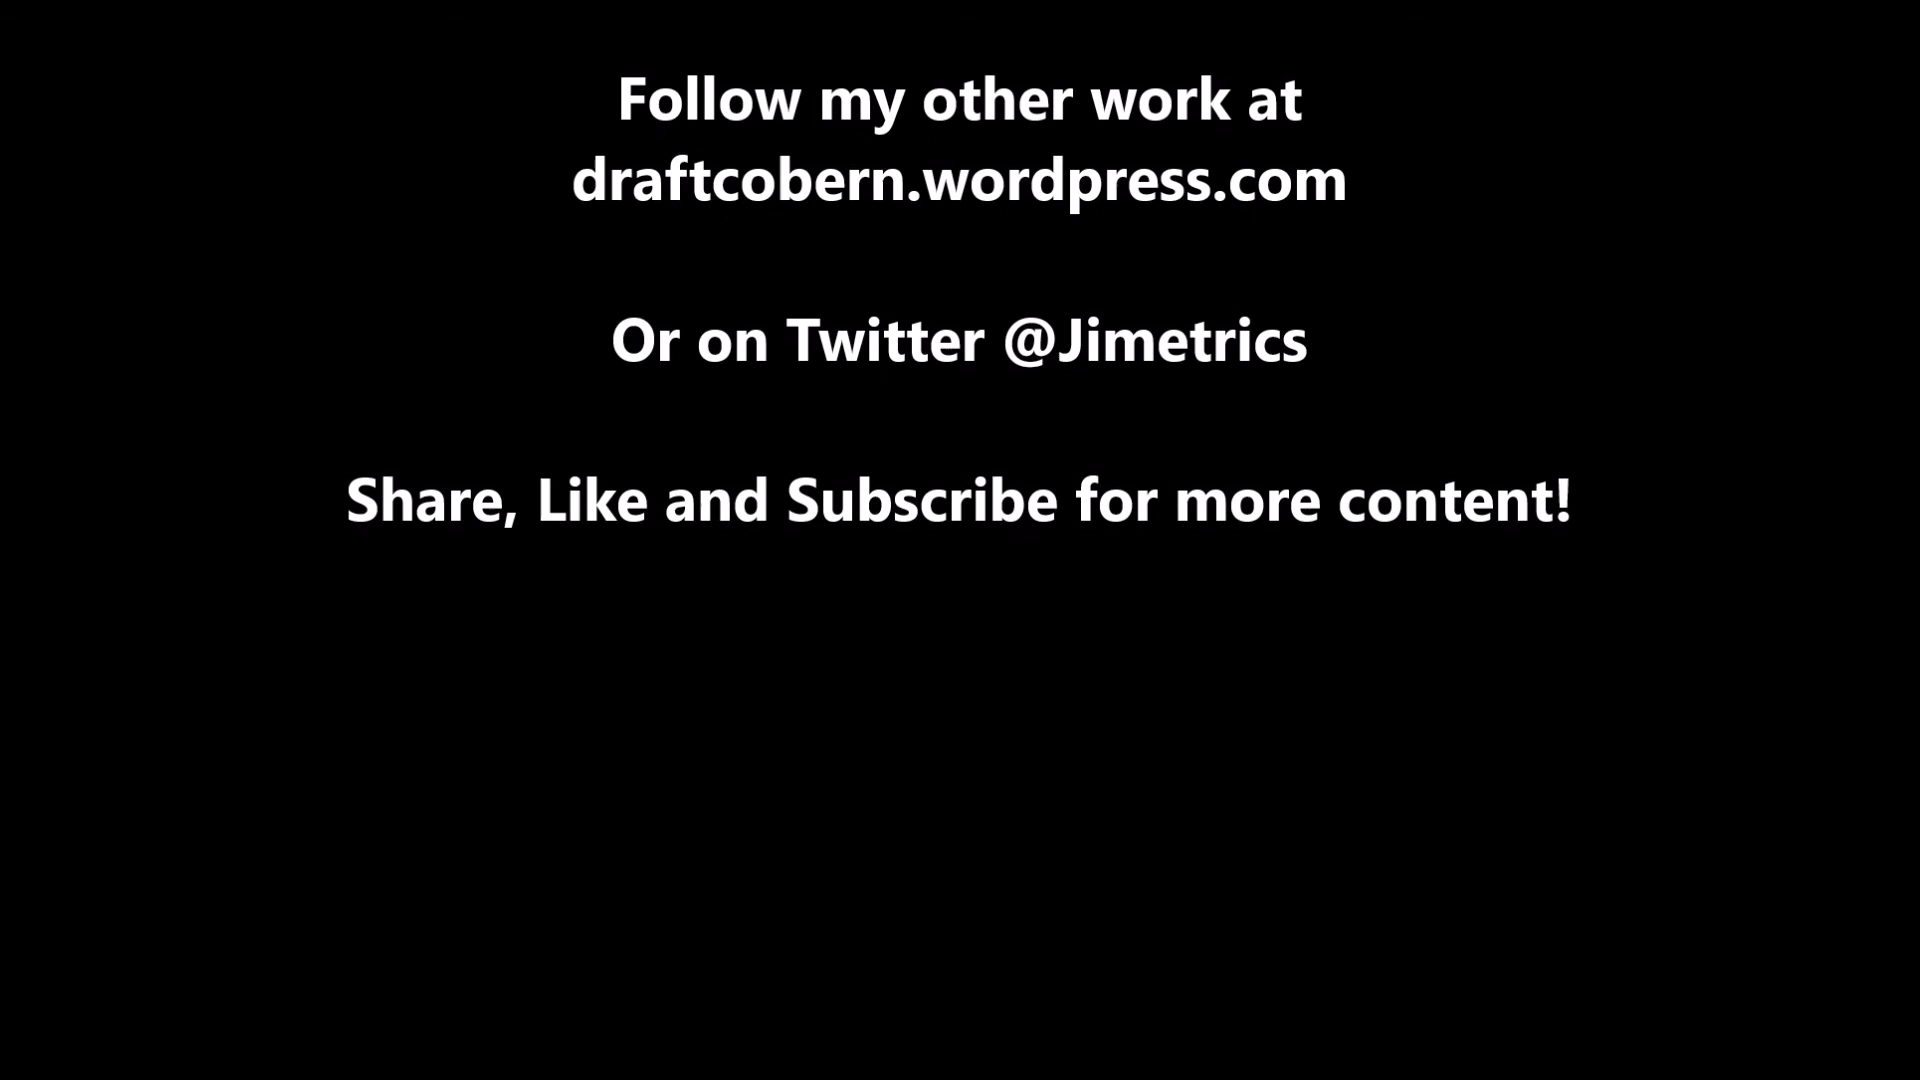 Follow my other work at
draftcobern.wordpress.com
Or on Twitter @Jimetrics
Share, Like and Subscribe for more content!